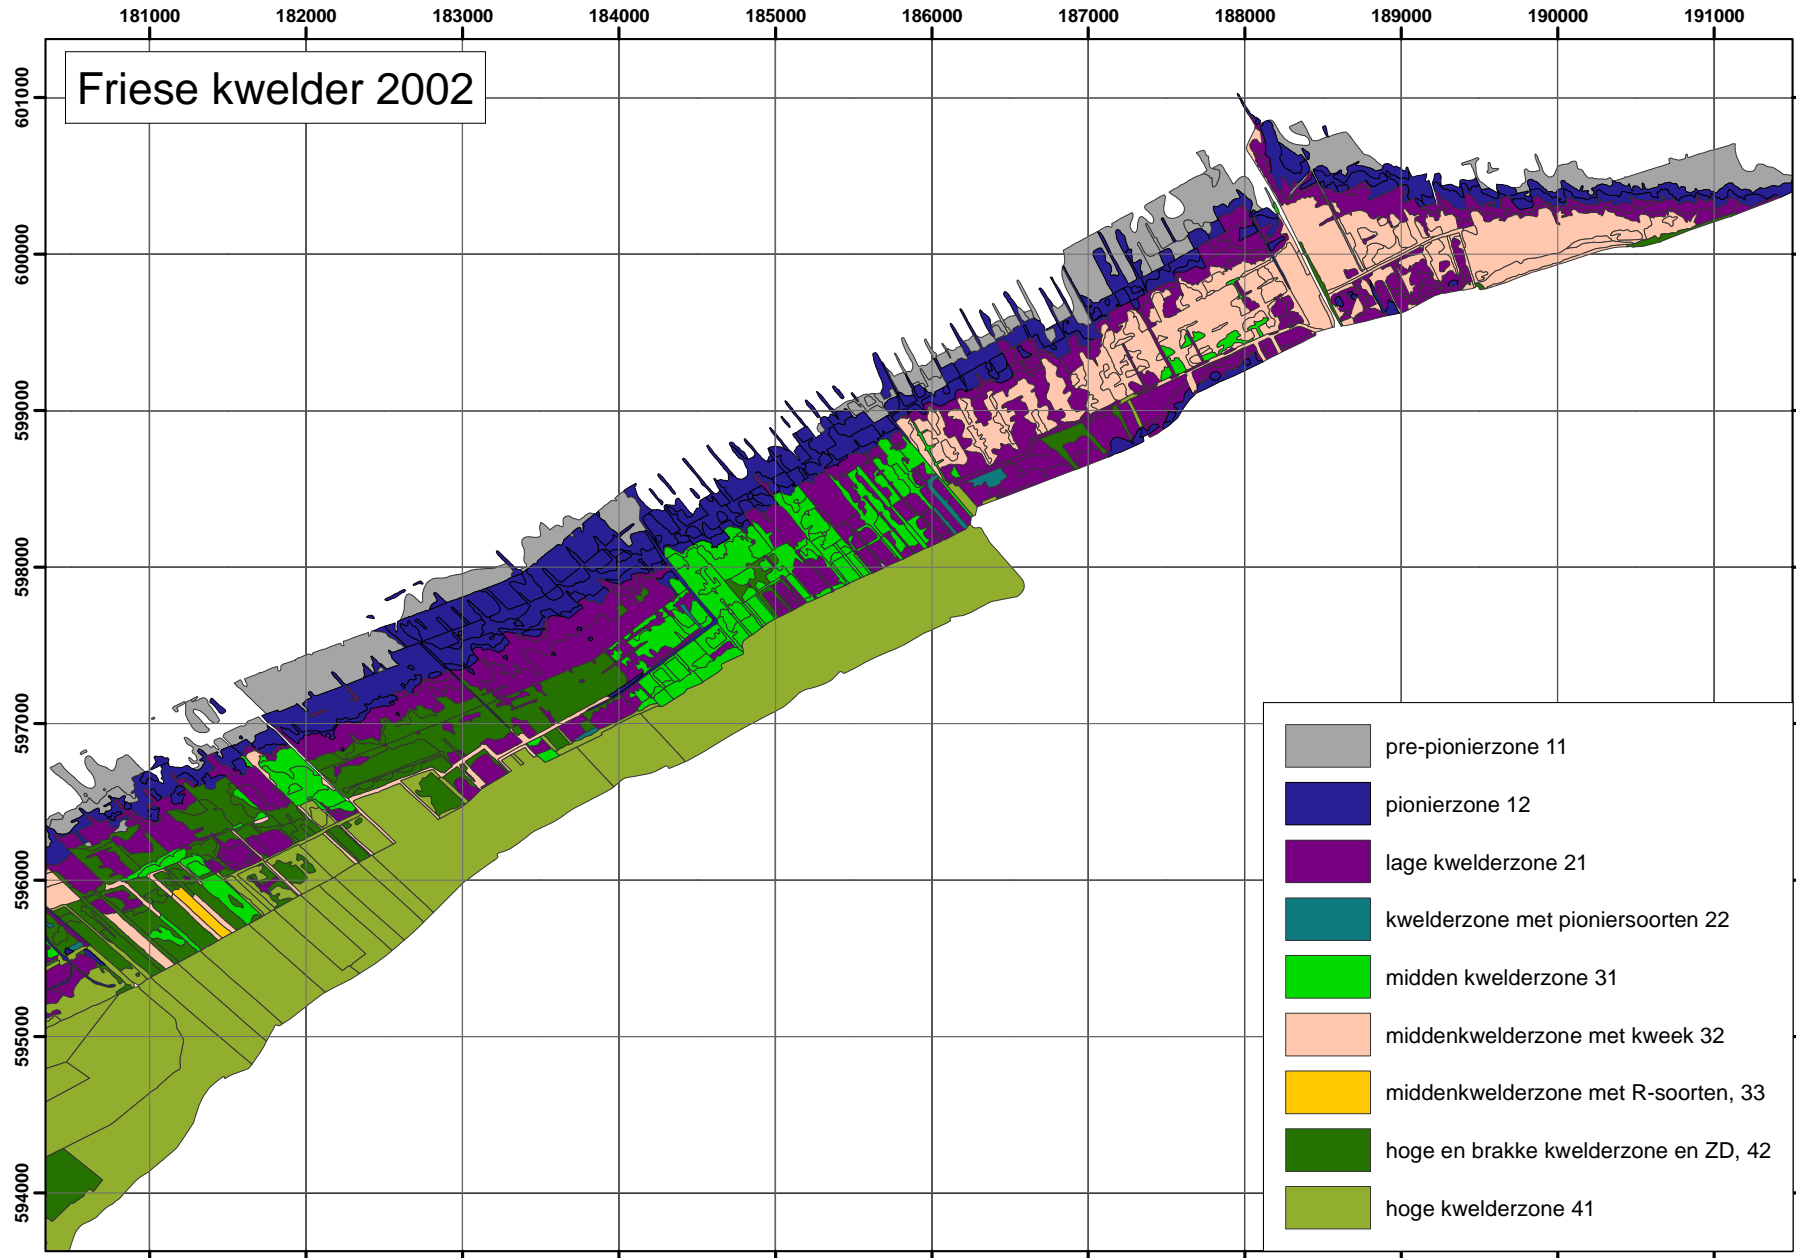 181000 182000 183000 184000 185000 186000 187000 188000 189000 190000 191000
Friese kwelder 2002
601000
600000
599000
598000
597000
596000
595000
594000
pre-pionierzone 11
pionierzone 12
lage kwelderzone 21
kwelderzone met pioniersoorten 22
midden kwelderzone 31
middenkwelderzone met kweek 32
middenkwelderzone met R-soorten, 33
hoge en brakke kwelderzone en ZD, 42
hoge kwelderzone 41